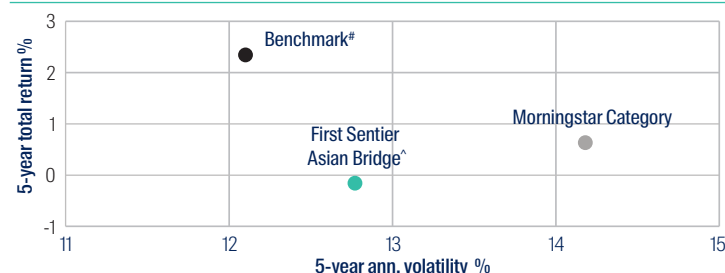 3
2
1
0
-1
5-year total return %
Benchmark#
Morningstar Category
First Sentier
Asian Bridge^
11
12
13
14
15
5-year ann. volatility %